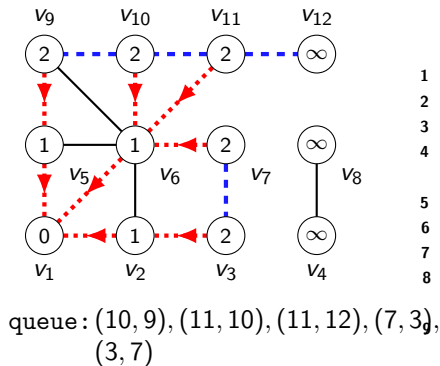 v9 v10 v11 v12
2 2 2 ∞
1 1 2 ∞
v5 v6 v7 v8
0 1 2 ∞
v1 v2 v3 v4
1
2
3
4
5
6
7
8
9
queue: (10, 9), (11, 10), (11, 12), (7, 3),
(3, 7)